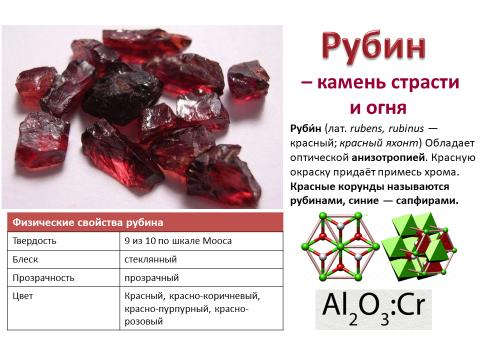 Рубин
– камень страсти
и огня
Руби́н (лат. rubens, rubinus —
красный; красный яхонт) Обладает
оптической анизотропией. Красную
окраску придаёт примесь хрома.
Красные корунды называются
рубинами, синие — сапфирами.
Физические свойства рубина
Твердость 9 из 10 по шкале Мооса
Блеск стеклянный
Прозрачность прозрачный
Цвет Красный, красно-коричневый,
красно-пурпурный, красно-
розовый
Al₂O₃:Cr